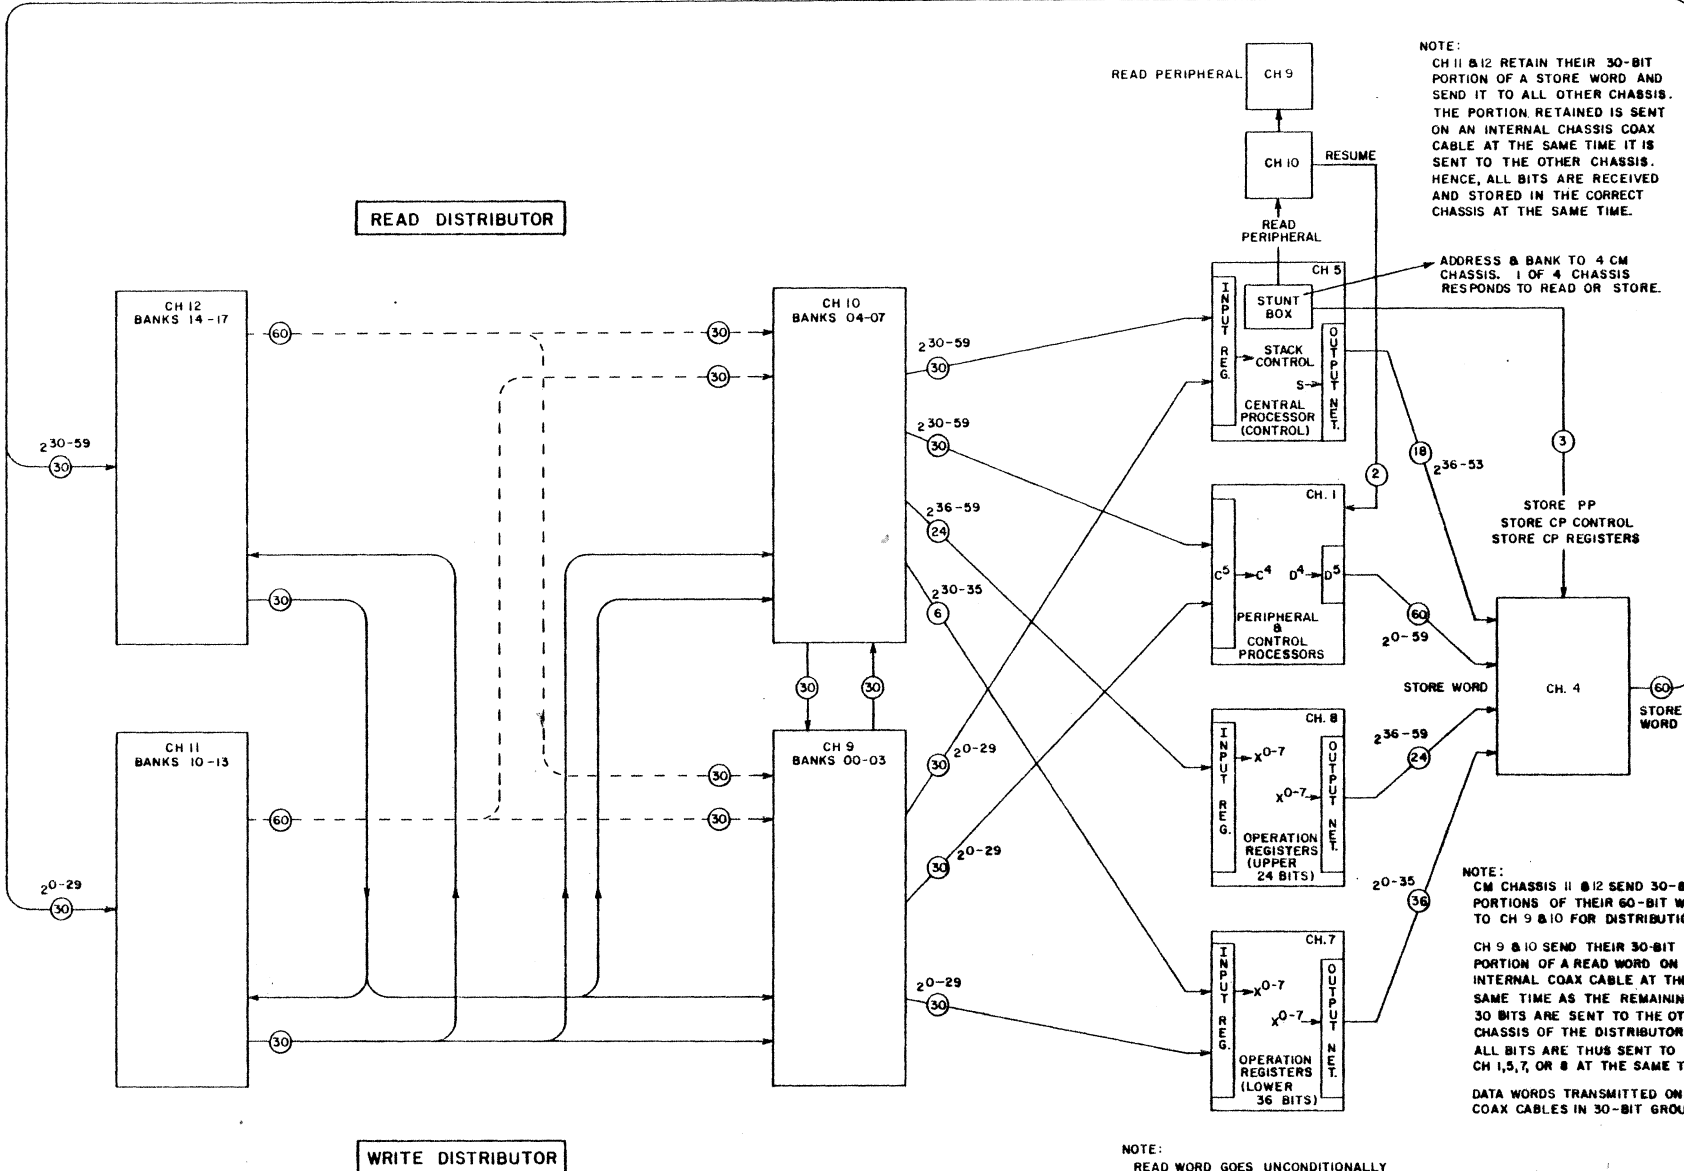 READ PERIPHERAL
CH 9
CH 10
RESUME
READ
PERIPHERAL
NOTE:
CH 11 & 12 RETAIN THEIR 30-BIT
PORTION OF A STORE WORD AND
SEND IT TO ALL OTHER CHASSIS.
THE PORTION RETAINED IS SENT
ON AN INTERNAL CHASSIS COAX
CABLE AT THE SAME TIME IT IS
SENT TO THE OTHER CHASSIS.
HENCE, ALL BITS ARE RECEIVED
AND STORED IN THE CORRECT
CHASSIS AT THE SAME TIME.
READ DISTRIBUTOR
ADDRESS & BANK TO 4 CM
CHASSIS. 1 OF 4 CHASSIS
RESPONDS TO READ OR STORE.
CH 12
BANKS 14-17
60
30
2^30-59
30
30
30
CH 10
BANKS 04-07
2^30-59
30
2^30-59
30
2^36-59
24
2^30-35
6
30
30
CH 5
INPUT REG.
STUNT
BOX
STACK
CONTROL
S
OUTPUT NET.
CENTRAL
PROCESSOR
(CONTROL)
18
2^36-53
2
3
STORE PP
STORE CP CONTROL
STORE CP REGISTERS
CH. 1
C^5
C^4
D^4
D^5
PERIPHERAL
&
CONTROL
PROCESSORS
60
2^0-59
STORE WORD
CH. 4
60
STORE
WORD
CH 11
BANKS 10-13
60
30
2^0-29
30
30
30
CH 9
BANKS 00-03
30
2^0-29
30
2^0-29
2^0-29
30
CH. 8
INPUT REG.
X^0-7
X^0-7
OUTPUT NET.
OPERATION
REGISTERS
(UPPER
24 BITS)
2^36-59
24
CH. 7
INPUT REG.
X^0-7
X^0-7
OUTPUT NET.
OPERATION
REGISTERS
(LOWER
36 BITS)
2^0-35
36
NOTE:
CM CHASSIS 11 & 12 SEND 30-B
PORTIONS OF THEIR 60-BIT W
TO CH 9 & 10 FOR DISTRIBUTI
CH 9 & 10 SEND THEIR 30-BIT
PORTION OF A READ WORD ON
INTERNAL COAX CABLE AT TH
SAME TIME AS THE REMAININ
30 BITS ARE SENT TO THE OT
CHASSIS OF THE DISTRIBUTOR
ALL BITS ARE THUS SENT TO
CH 1,5,7, OR 8 AT THE SAME T
DATA WORDS TRANSMITTED ON
COAX CABLES IN 30-BIT GROU
WRITE DISTRIBUTOR
NOTE:
READ WORD GOES UNCONDITIONALLY